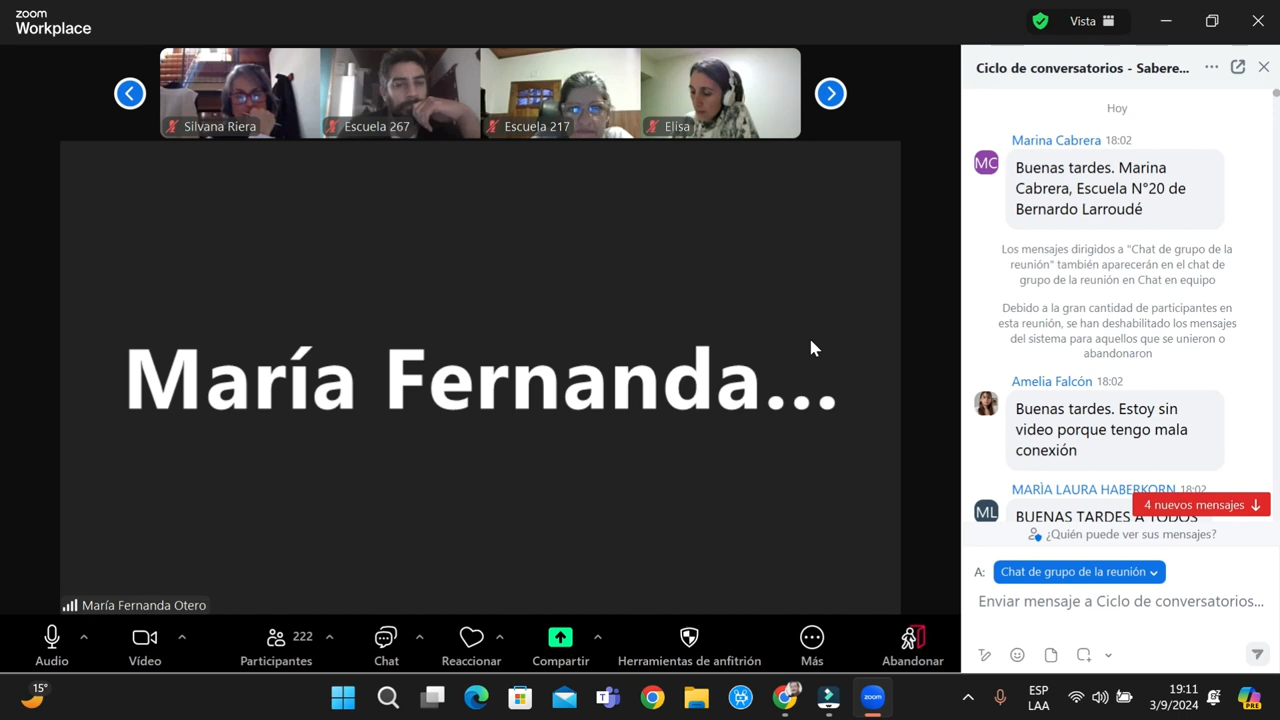 zoom
Workplace
Vista
Silvana Riera
Escuela 267
Escuela 217
Elisa
María Fernanda...
María Fernanda Otero
Ciclo de conversatorios - Sabere...
Hoy
Marina Cabrera 18:02
MC
Buenas tardes. Marina
Cabrera, Escuela N°20 de
Bernardo Larroudé
Los mensajes dirigidos a "Chat de grupo de la
reunión" también aparecerán en el chat de
grupo de la reunión en Chat en equipo
Debido a la gran cantidad de participantes en
esta reunión, se han deshabilitado los mensajes
del sistema para aquellos que se unieron o
abandonaron
Amelia Falcón 18:02
Buenas tardes. Estoy sin
video porque tengo mala
conexión
MARÌA LAURA HABERKORN 18:02
ML
BUENAS TARDES A TODOS
4 nuevos mensajes
¿Quién puede ver sus mensajes?
A: Chat de grupo de la reunión
Enviar mensaje a Ciclo de conversatorios...
Audio
Vídeo
222
Participantes
Chat
Reaccionar
Compartir
Herramientas de anfitrión
Más
Abandonar
15°
zoom
ESP
LAA
19:11
3/9/2024
PRE